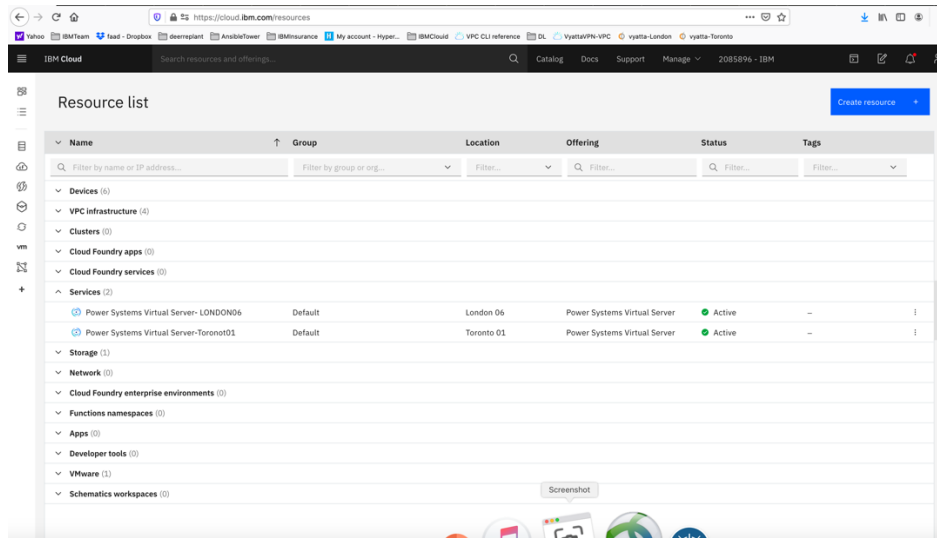 https://cloud.ibm.com/resources
Yahoo IBMTeam faad - Dropbox deerreplant AnsibleTower IBMInsurance My account - Hyper... IBMClouid VPC CLI reference DL VyattaVPN-VPC vyatta-London vyatta-Toronto
IBM Cloud Search resources and offerings... Catalog Docs Support Manage 2085896 - IBM
Resource list
Create resource +
Name Group Location Offering Status Tags
Filter by name or IP address... Filter by group or org... Filter... Filter... Filter... Filter...
Devices (6)
VPC infrastructure (4)
Clusters (0)
Cloud Foundry apps (0)
vm
Cloud Foundry services (0)
Services (2)
Power Systems Virtual Server- LONDON06 Default London 06 Power Systems Virtual Server Active –
Power Systems Virtual Server-Toronot01 Default Toronto 01 Power Systems Virtual Server Active –
Storage (1)
Network (0)
Cloud Foundry enterprise environments (0)
Functions namespaces (0)
Apps (0)
Developer tools (0)
VMware (1)
Schematics workspaces (0)
Screenshot